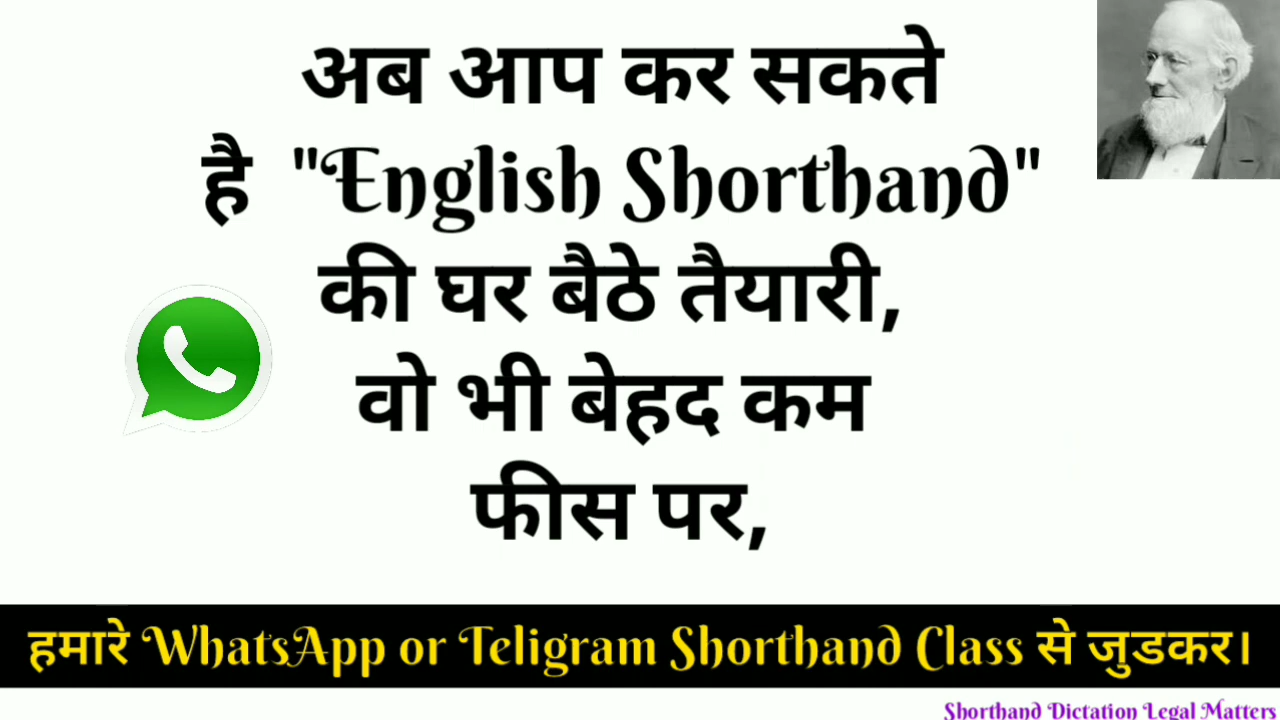 अब आप कर सकते
है "English Shorthand"
की घर बैठे तैयारी,
वो भी बेहद कम
फीस पर,
हमारे WhatsApp or Teligram Shorthand Class से जुडकर।
Shorthand Dictation Legal Matters